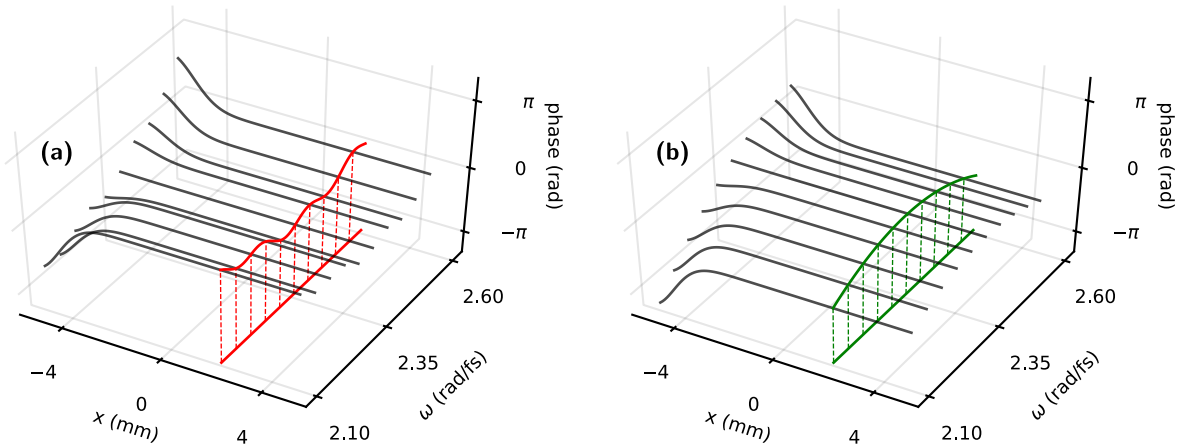 (a)
π
0
−π
phase (rad)
2.60
2.35
2.10
ω (rad/fs)
−4
0
4
x (mm)
(b)
π
0
−π
phase (rad)
2.60
2.35
2.10
ω (rad/fs)
−4
0
4
x (mm)